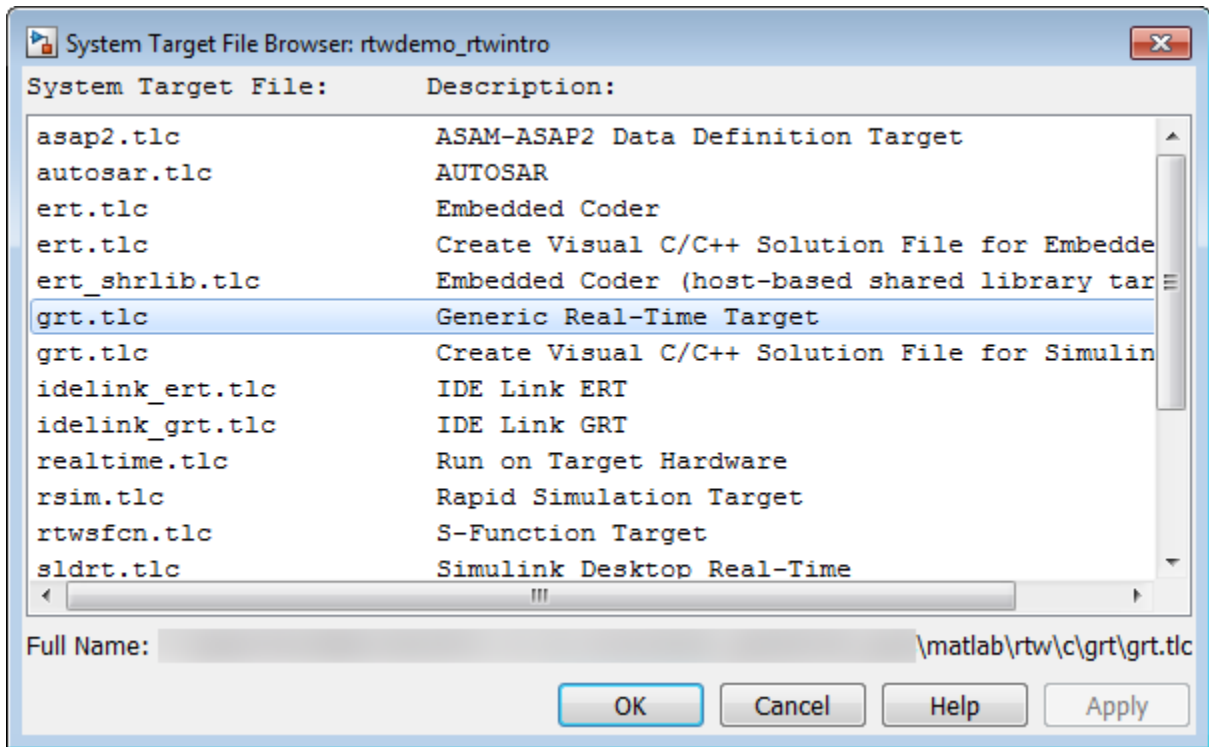 System Target File Browser: rtwdemo_rtwintro
System Target File: Description:
asap2.tlc ASAM-ASAP2 Data Definition Target
autosar.tlc AUTOSAR
ert.tlc Embedded Coder
ert.tlc Create Visual C/C++ Solution File for Embedde
ert_shrlib.tlc Embedded Coder (host-based shared library tar
grt.tlc Generic Real-Time Target
grt.tlc Create Visual C/C++ Solution File for Simulin
idelink_ert.tlc IDE Link ERT
idelink_grt.tlc IDE Link GRT
realtime.tlc Run on Target Hardware
rsim.tlc Rapid Simulation Target
rtwsfcn.tlc S-Function Target
sldrt.tlc Simulink Desktop Real-Time
Full Name: \matlab\rtw\c\grt\grt.tlc
OK Cancel Help Apply